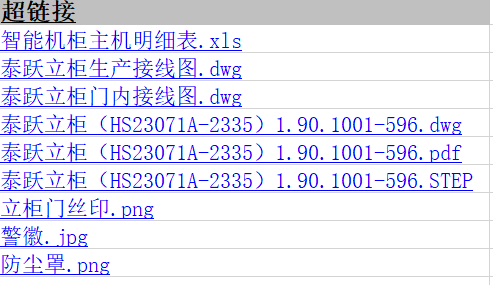 超链接
智能机柜主机明细表.xls
泰跃立柜生产接线图.dwg
泰跃立柜门内接线图.dwg
泰跃立柜（HS23071A-2335）1.90.1001-596.dwg
泰跃立柜（HS23071A-2335）1.90.1001-596.pdf
泰跃立柜（HS23071A-2335）1.90.1001-596.STEP
立柜门丝印.png
警徽.jpg
防尘罩.png